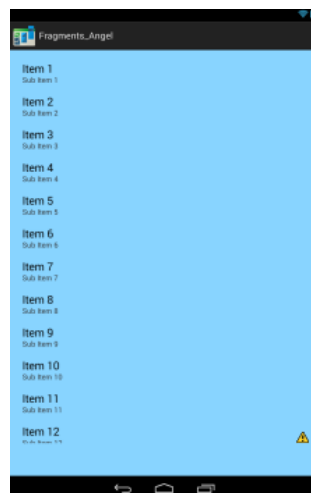 Fragments_Angel
Item 1
Sub Item 1
Item 2
Sub Item 2
Item 3
Sub Item 3
Item 4
Sub Item 4
Item 5
Sub Item 5
Item 6
Sub Item 6
Item 7
Sub Item 7
Item 8
Sub Item 8
Item 9
Sub Item 9
Item 10
Sub Item 10
Item 11
Sub Item 11
Item 12
Sub Item 12